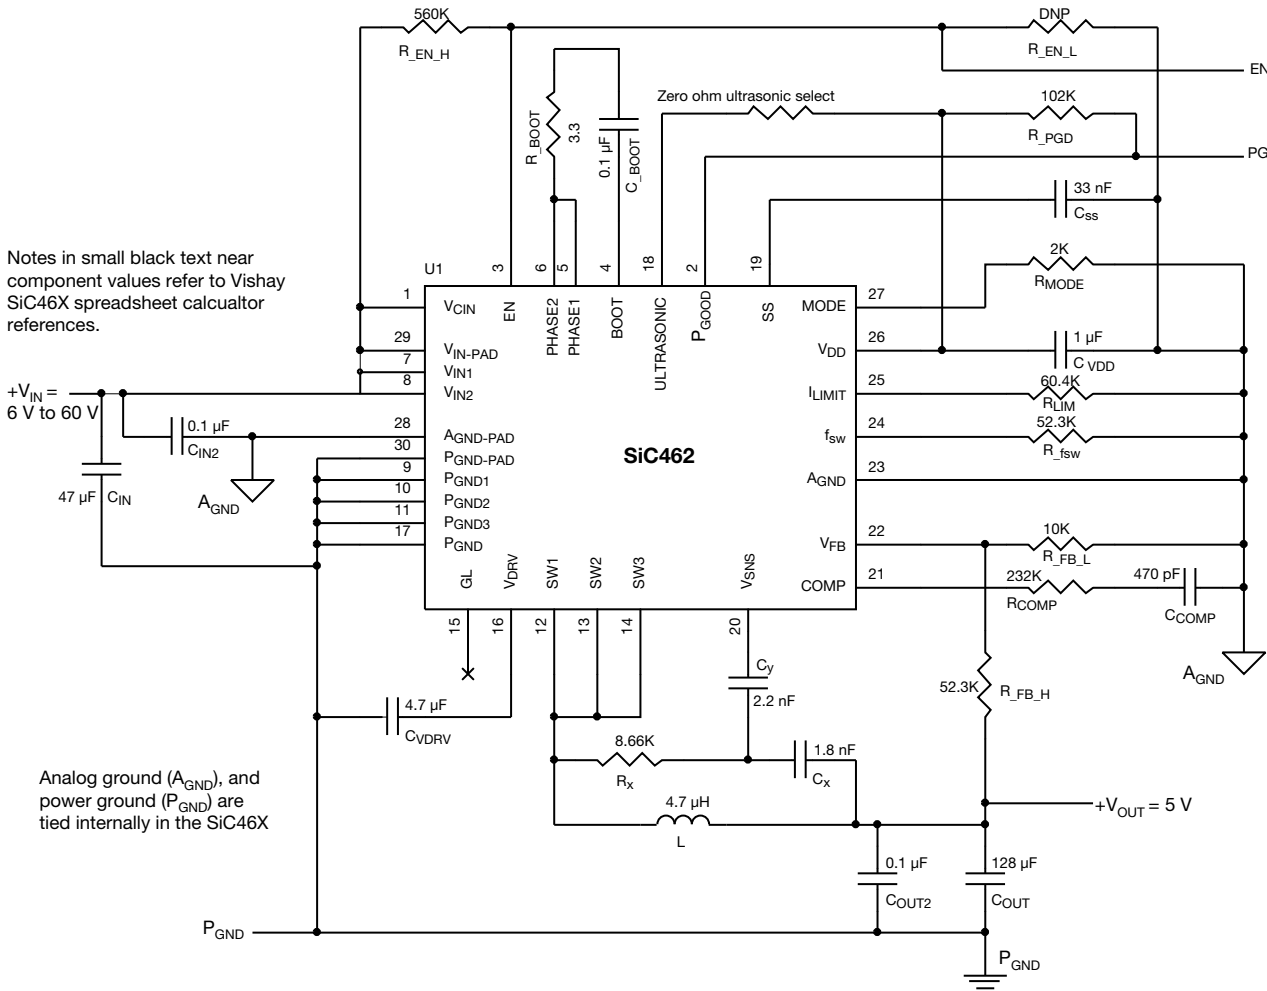 560K
R_EN_H
DNP
R_EN_L
EN
Zero ohm ultrasonic select
102K
R_PGD
PG
R_BOOT
3.3
0.1 µF
C_BOOT
33 nF
Css
Notes in small black text near
component values refer to Vishay
SiC46X spreadsheet calcualtor
references.
U1
3
6
5
4
18
2
19
2K
RMODE
1
VCIN
EN
PHASE2
PHASE1
BOOT
ULTRASONIC
PGOOD
SS
MODE
27
29
VIN-PAD
7
VIN1
8
VIN2
VDD
26
1 µF
C VDD
+VIN =
6 V to 60 V
ILIMIT
25
60.4K
RLIM
0.1 µF
CIN2
28
AGND-PAD
fsw
24
52.3K
R_fsw
30
PGND-PAD
SiC462
47 µF
CIN
AGND
9
PGND1
10
PGND2
11
PGND3
17
PGND
AGND
23
VFB
22
10K
R_FB_L
GL
VDRV
SW1
SW2
SW3
VSNS
COMP
21
232K
RCOMP
470 pF
CCOMP
15
16
12
13
14
20
AGND
Cy
2.2 nF
52.3K
R_FB_H
4.7 µF
CVDRV
8.66K
Rx
1.8 nF
Cx
Analog ground (AGND), and
power ground (PGND) are
tied internally in the SiC46X
4.7 µH
L
+VOUT = 5 V
0.1 µF
COUT2
128 µF
COUT
PGND
PGND